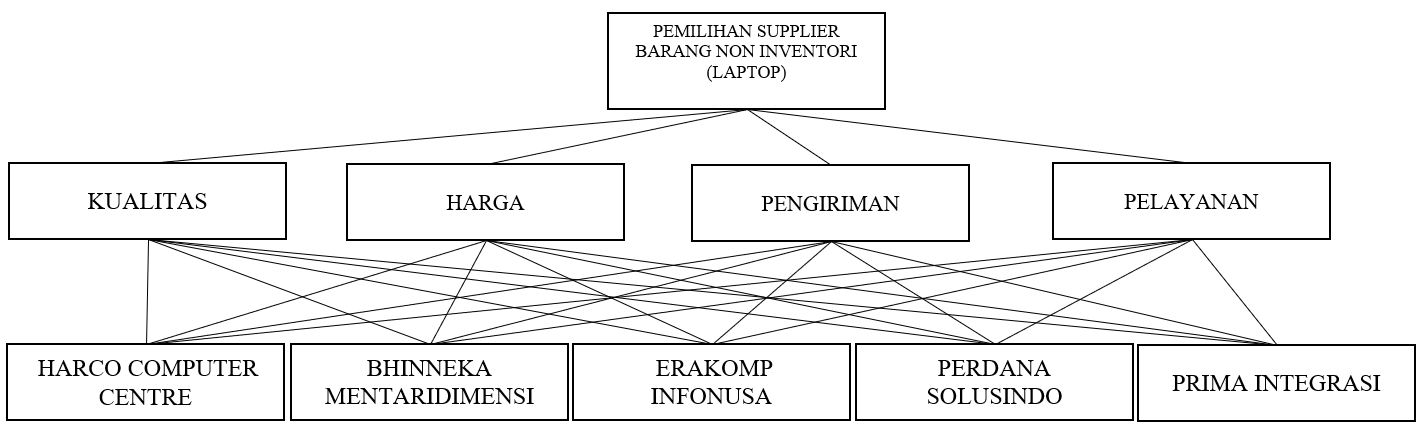 PEMILIHAN SUPPLIER
BARANG NON INVENTORI
(LAPTOP)
KUALITAS
HARGA
PENGIRIMAN
PELAYANAN
HARCO COMPUTER
CENTRE
BHINNEKA
MENTARIDIMENSI
ERAKOMP
INFONUSA
PERDANA
SOLUSINDO
PRIMA INTEGRASI